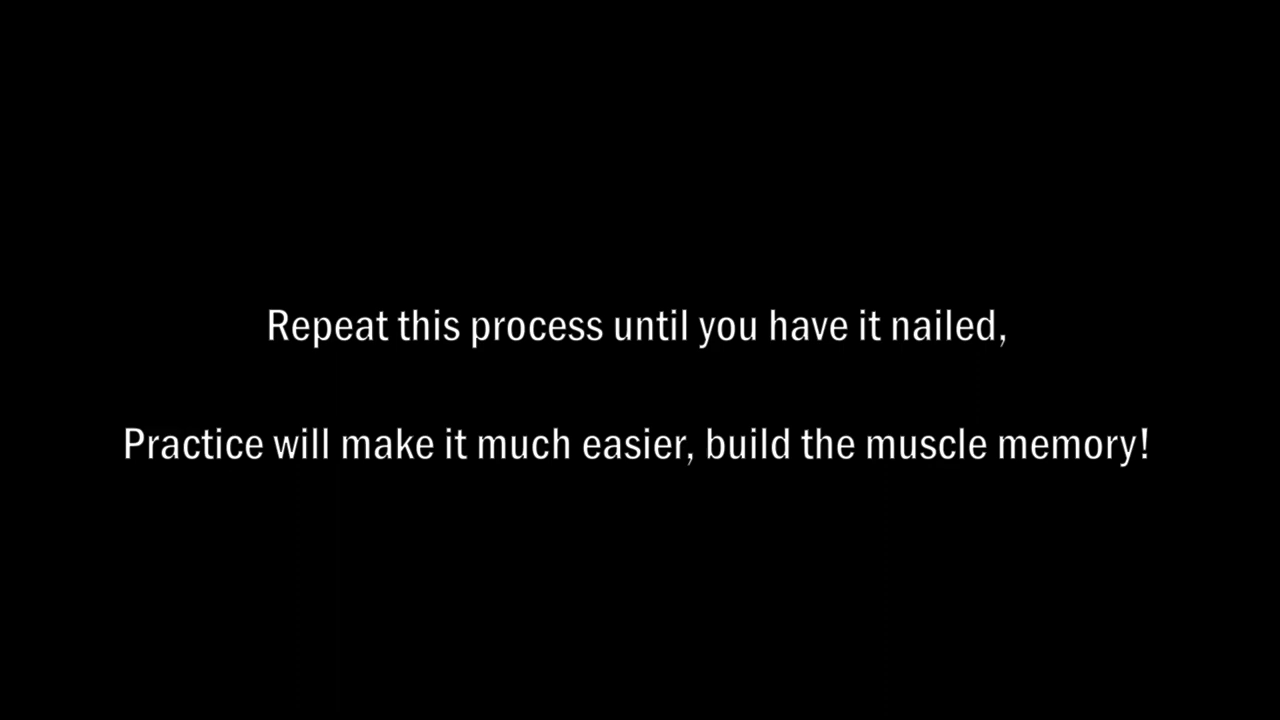 Repeat this process until you have it nailed,
Practice will make it much easier, build the muscle memory!